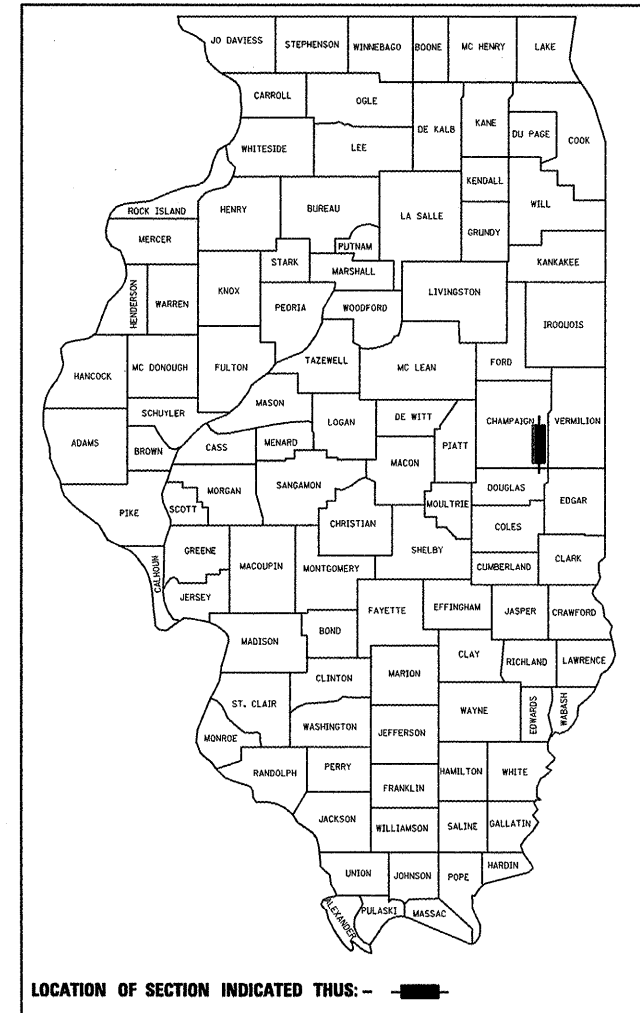 JO DAVIESS STEPHENSON WINNEBAGO BOONE MC HENRY LAKE
CARROLL OGLE DE KALB KANE DU PAGE COOK
WHITESIDE LEE
KENDALL WILL
ROCK ISLAND HENRY BUREAU LA SALLE GRUNDY
MERCER PUTNAM
STARK MARSHALL KANKAKEE
HENDERSON WARREN KNOX PEORIA WOODFORD LIVINGSTON IROQUOIS
HANCOCK MC DONOUGH FULTON TAZEWELL MC LEAN FORD
SCHUYLER MASON LOGAN DE WITT CHAMPAIGN VERMILION
ADAMS BROWN CASS MENARD MACON PIATT
PIKE SCOTT MORGAN SANGAMON MOULTRIE DOUGLAS EDGAR
CHRISTIAN COLES
CALHOUN GREENE MACOUPIN MONTGOMERY SHELBY CUMBERLAND CLARK
JERSEY FAYETTE EFFINGHAM JASPER CRAWFORD
MADISON BOND
CLAY RICHLAND LAWRENCE
CLINTON MARION
ST. CLAIR WAYNE EDWARDS WABASH
WASHINGTON JEFFERSON
MONROE
RANDOLPH PERRY HAMILTON WHITE
FRANKLIN
JACKSON WILLIAMSON SALINE GALLATIN
UNION JOHNSON POPE HARDIN
ALEXANDER PULASKI MASSAC
LOCATION OF SECTION INDICATED THUS: -